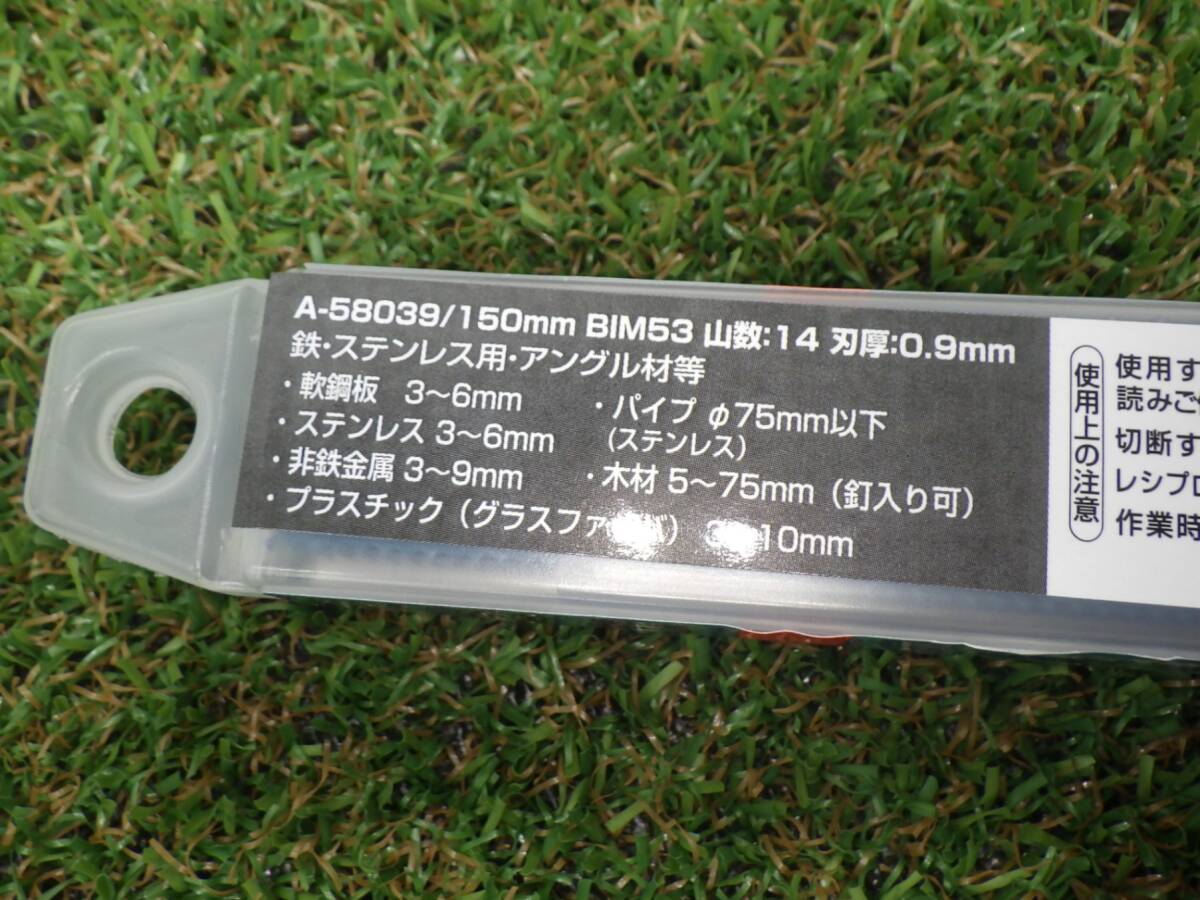 A-58039/150mm BIM53 山数:14 刃厚:0.9mm
鉄・ステンレス用・アングル材等
・軟鋼板 3〜6mm
・ステンレス 3〜6mm
・非鉄金属 3〜9mm
・プラスチック（グラスファ ） 10mm
・パイプ φ75mm以下
(ステンレス)
・木材 5〜75mm（釘入り可）
使用上の注意
使用す
読みご
切断す
レシプロ
作業時